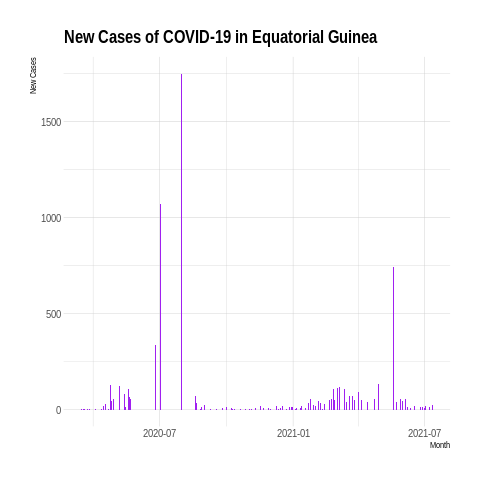 New Cases of COVID-19 in Equatorial Guinea
New Cases
1500
1000
500
0
2020-07
2021-01
2021-07
Month